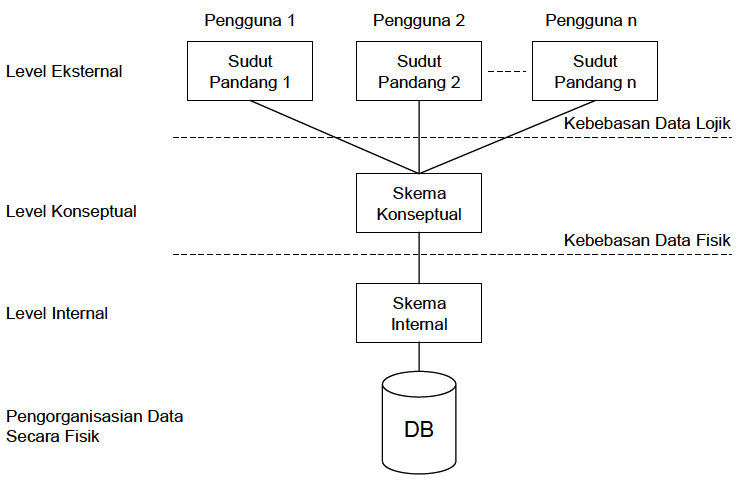 Pengguna 1
Pengguna 2
Pengguna n
Level Eksternal
Sudut
Pandang 1
Sudut
Pandang 2
Sudut
Pandang n
Kebebasan Data Lojik
Level Konseptual
Skema
Konseptual
Kebebasan Data Fisik
Level Internal
Skema
Internal
Pengorganisasian Data
Secara Fisik
DB